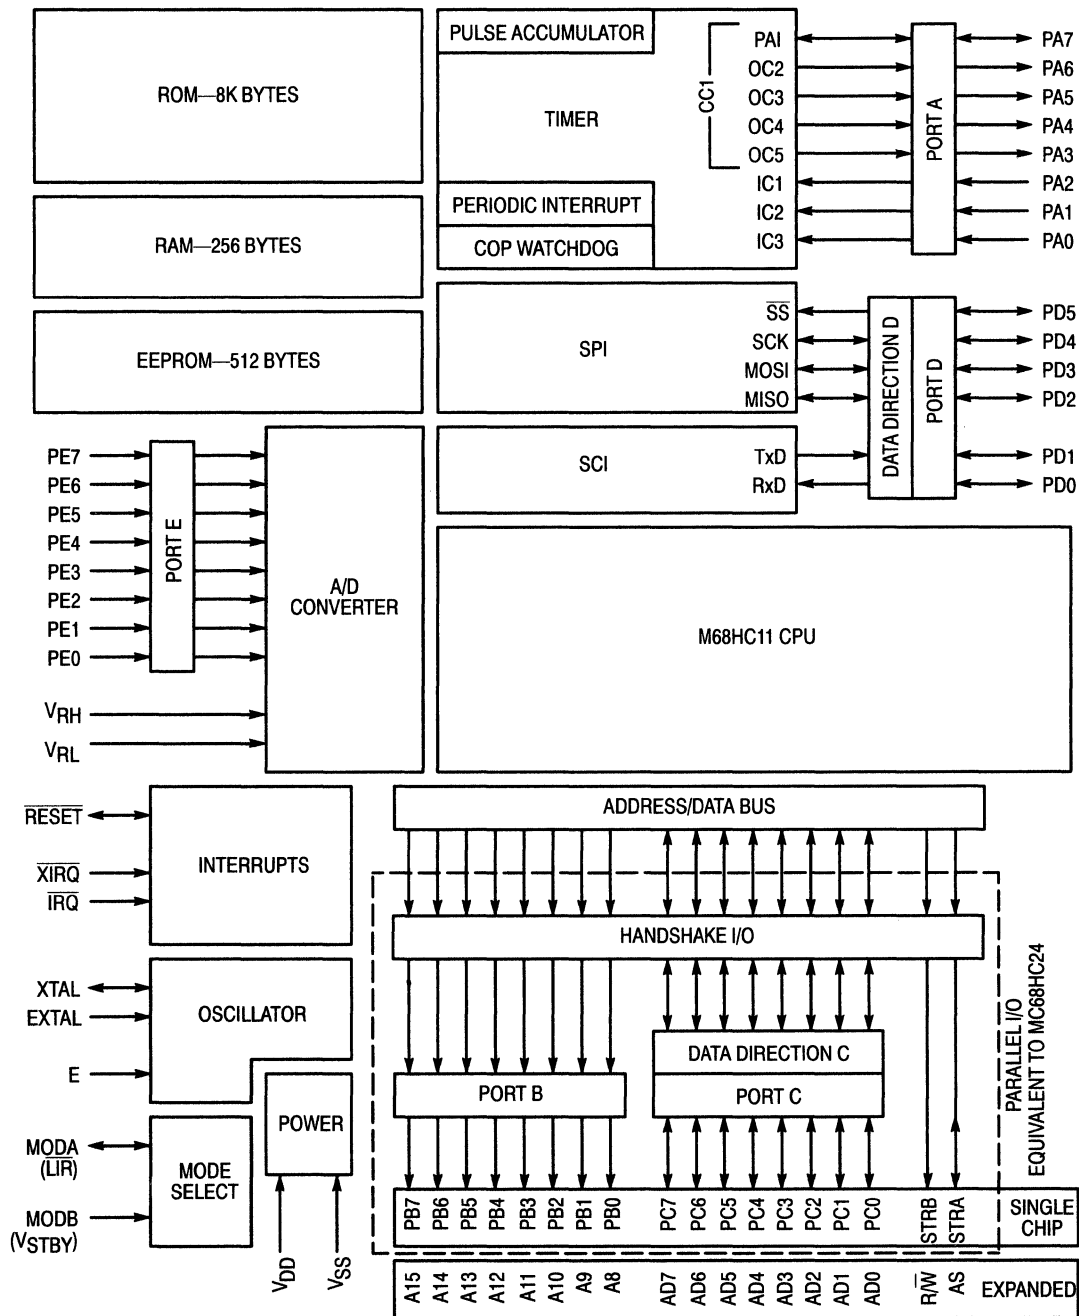 ROM—8K BYTES
RAM—256 BYTES
EEPROM—512 BYTES
PULSE ACCUMULATOR
TIMER
PERIODIC INTERRUPT
COP WATCHDOG
CC1
PAI
OC2
OC3
OC4
OC5
IC1
IC2
IC3
PORT A
PA7
PA6
PA5
PA4
PA3
PA2
PA1
PA0
SPI
SS
SCK
MOSI
MISO
SCI
TxD
RxD
DATA DIRECTION D
PORT D
PD5
PD4
PD3
PD2
PD1
PD0
PE7
PE6
PE5
PE4
PE3
PE2
PE1
PE0
PORT E
VRH
VRL
A/D
CONVERTER
M68HC11 CPU
RESET
XIRQ
IRQ
INTERRUPTS
XTAL
EXTAL
E
OSCILLATOR
POWER
MODA
(LIR)
MODB
(VSTBY)
MODE
SELECT
VDD
VSS
ADDRESS/DATA BUS
HANDSHAKE I/O
DATA DIRECTION C
PORT B
PORT C
PARALLEL I/O
EQUIVALENT TO MC68HC24
PB7
PB6
PB5
PB4
PB3
PB2
PB1
PB0
PC7
PC6
PC5
PC4
PC3
PC2
PC1
PC0
STRB
STRA
SINGLE
CHIP
A15
A14
A13
A12
A11
A10
A9
A8
AD7
AD6
AD5
AD4
AD3
AD2
AD1
AD0
R/W
AS
EXPANDED